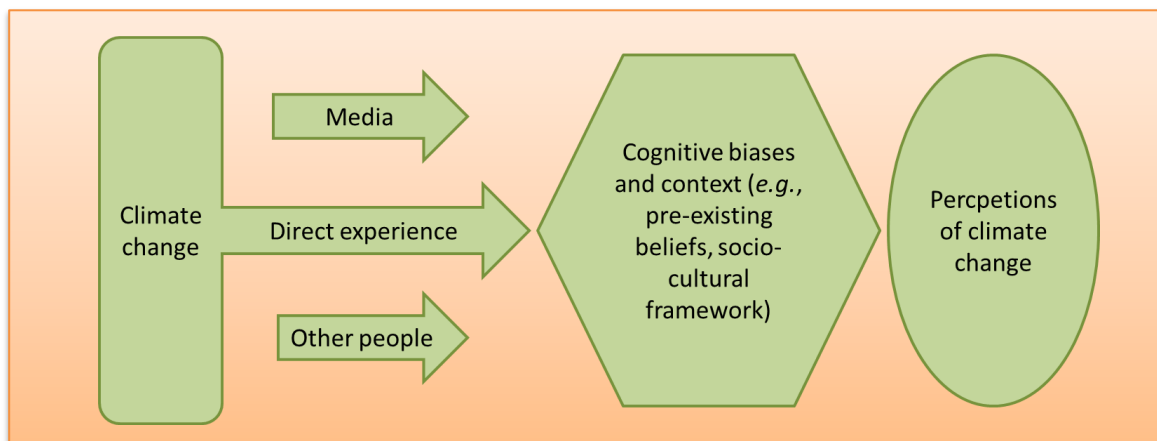 Climate
change
Media
Direct experience
Other people
Cognitive biases
and context (e.g.,
pre-existing
beliefs, socio-
cultural
framework)
Percpetions
of climate
change